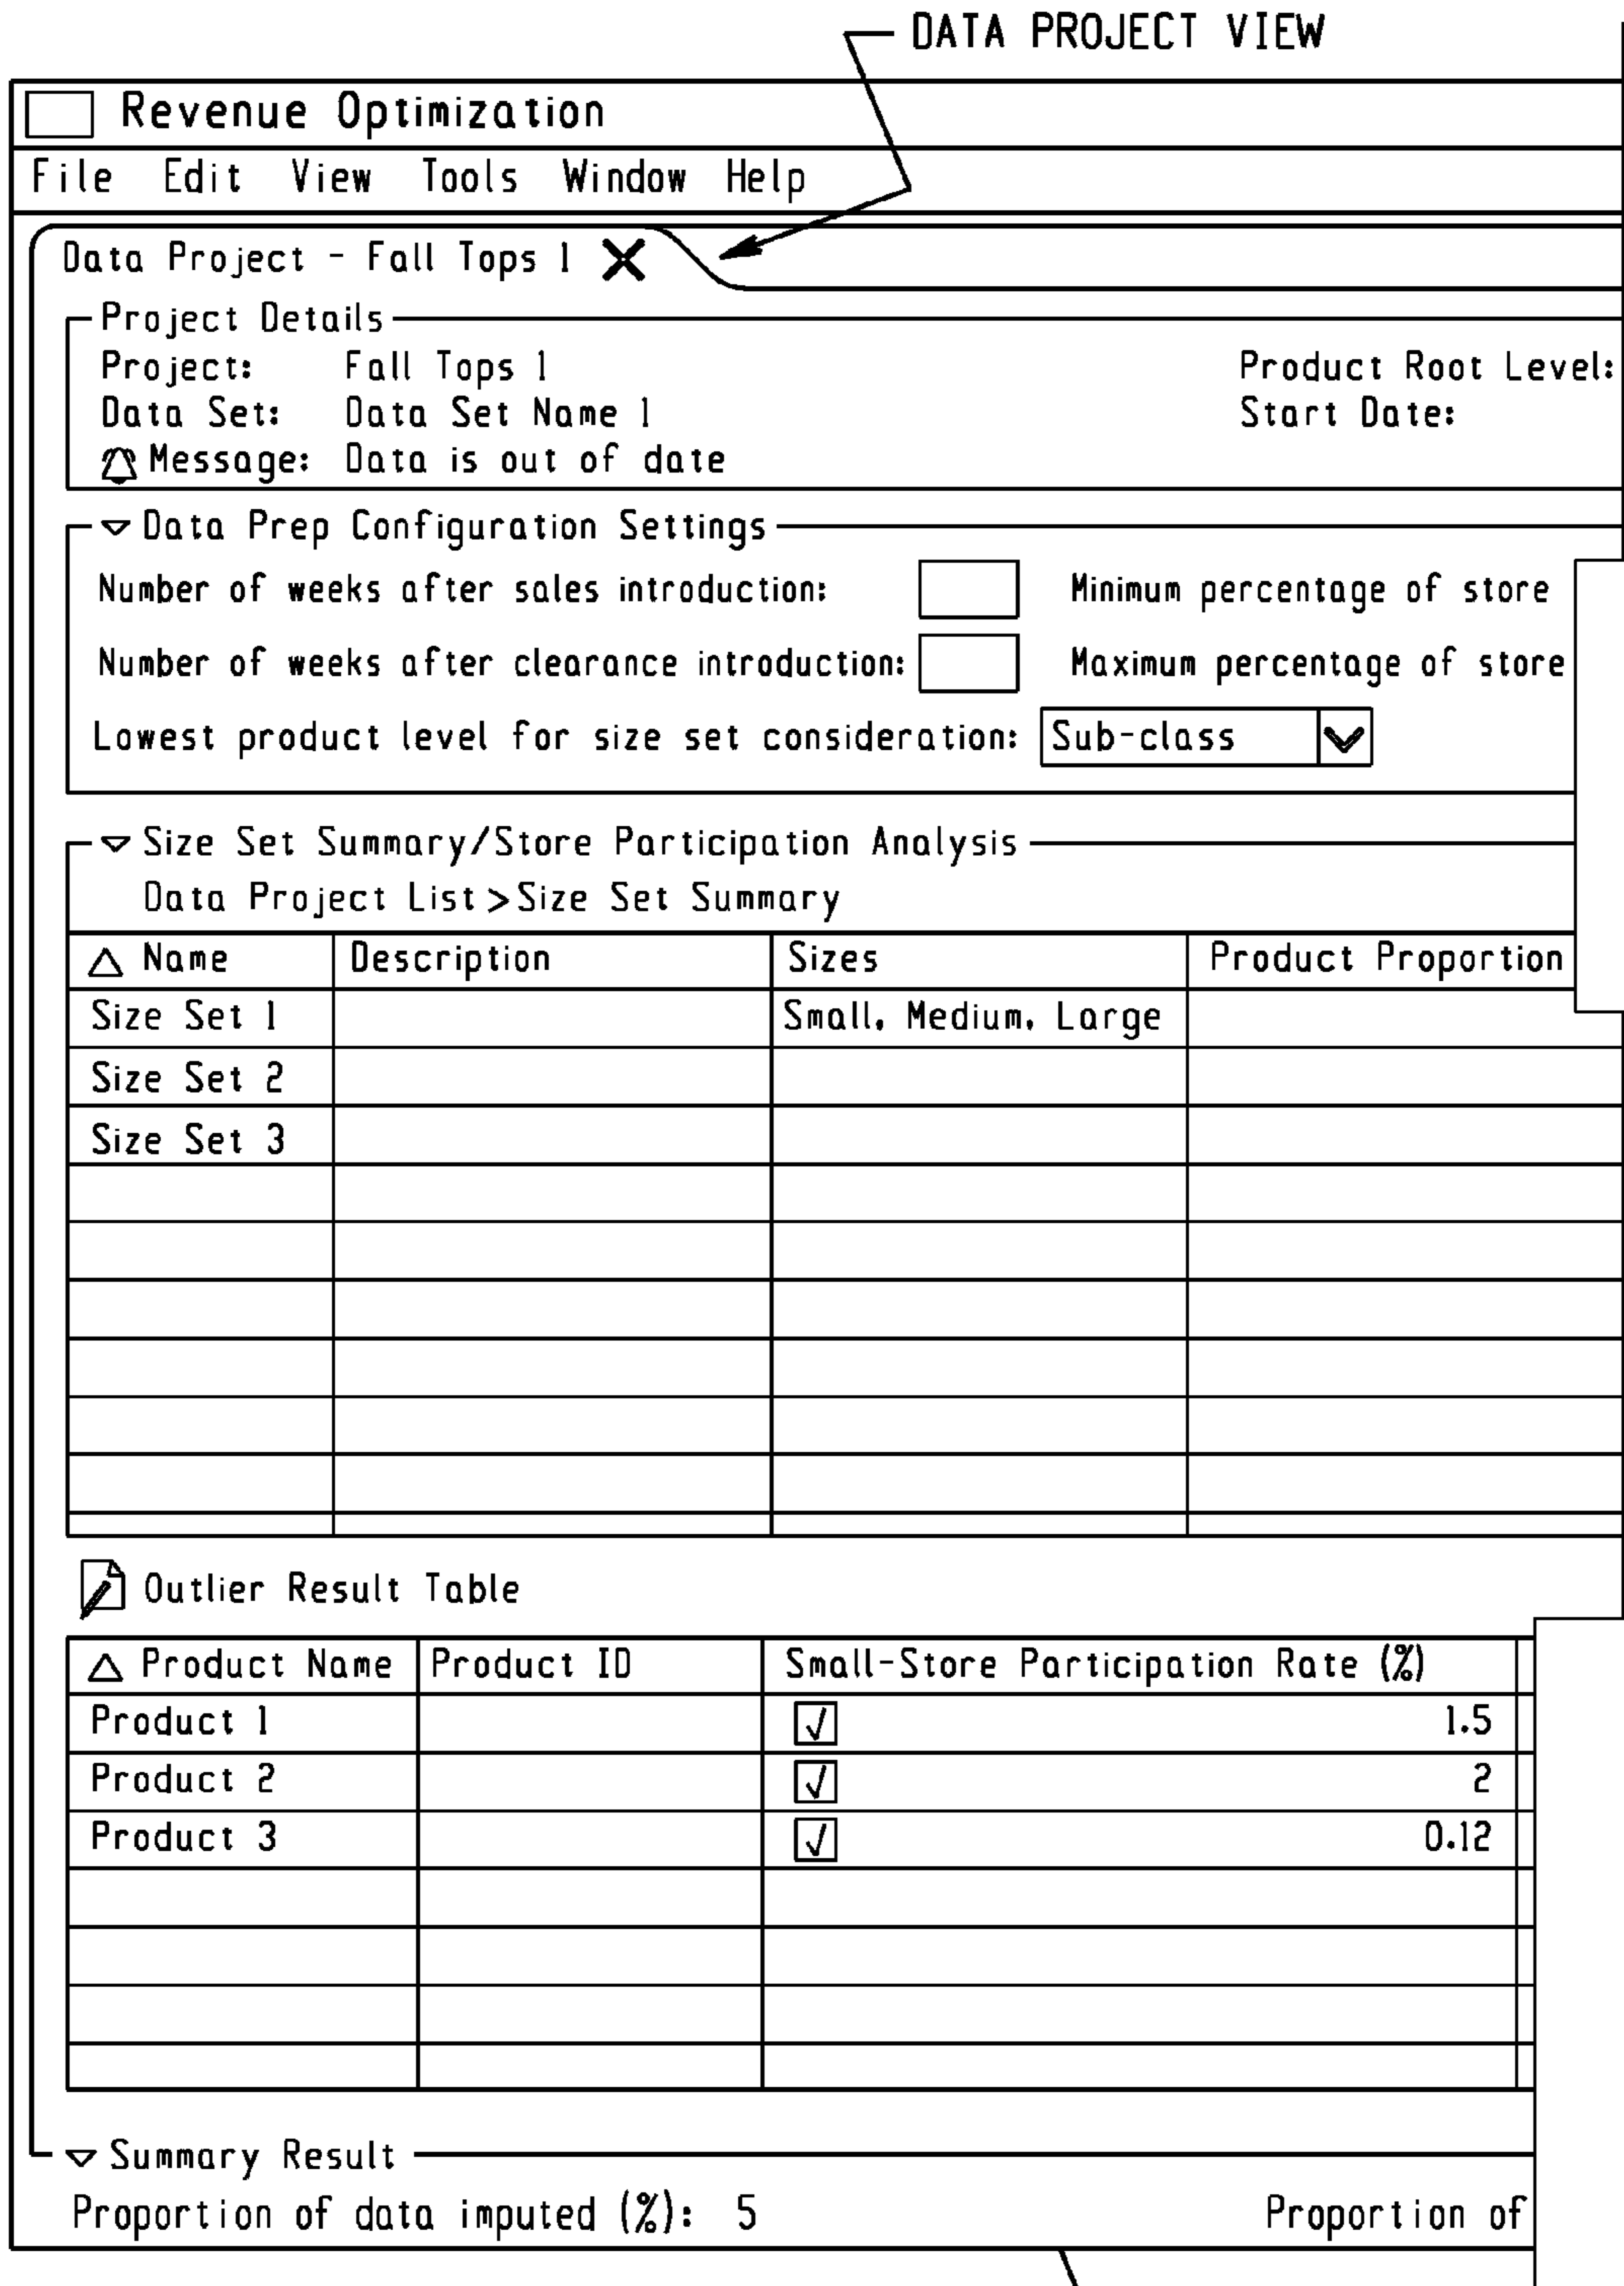 DATA PROJECT VIEW
Revenue Optimization
File Edit View Tools Window Help
Data Project - Fall Tops 1
Project Details
Project: Fall Tops 1 Product Root Level:
Data Set: Data Set Name 1 Start Date:
Message: Data is out of date
Data Prep Configuration Settings
Number of weeks after sales introduction: Minimum percentage of store
Number of weeks after clearance introduction: Maximum percentage of store
Lowest product level for size set consideration: Sub-class
Size Set Summary/Store Participation Analysis
Data Project List>Size Set Summary
Name Description Sizes Product Proportion
Size Set 1 Small, Medium, Large
Size Set 2
Size Set 3
Outlier Result Table
Product Name Product ID Small-Store Participation Rate (%)
Product 1 1.5
Product 2 2
Product 3 0.12
Summary Result
Proportion of data imputed (%): 5 Proportion of